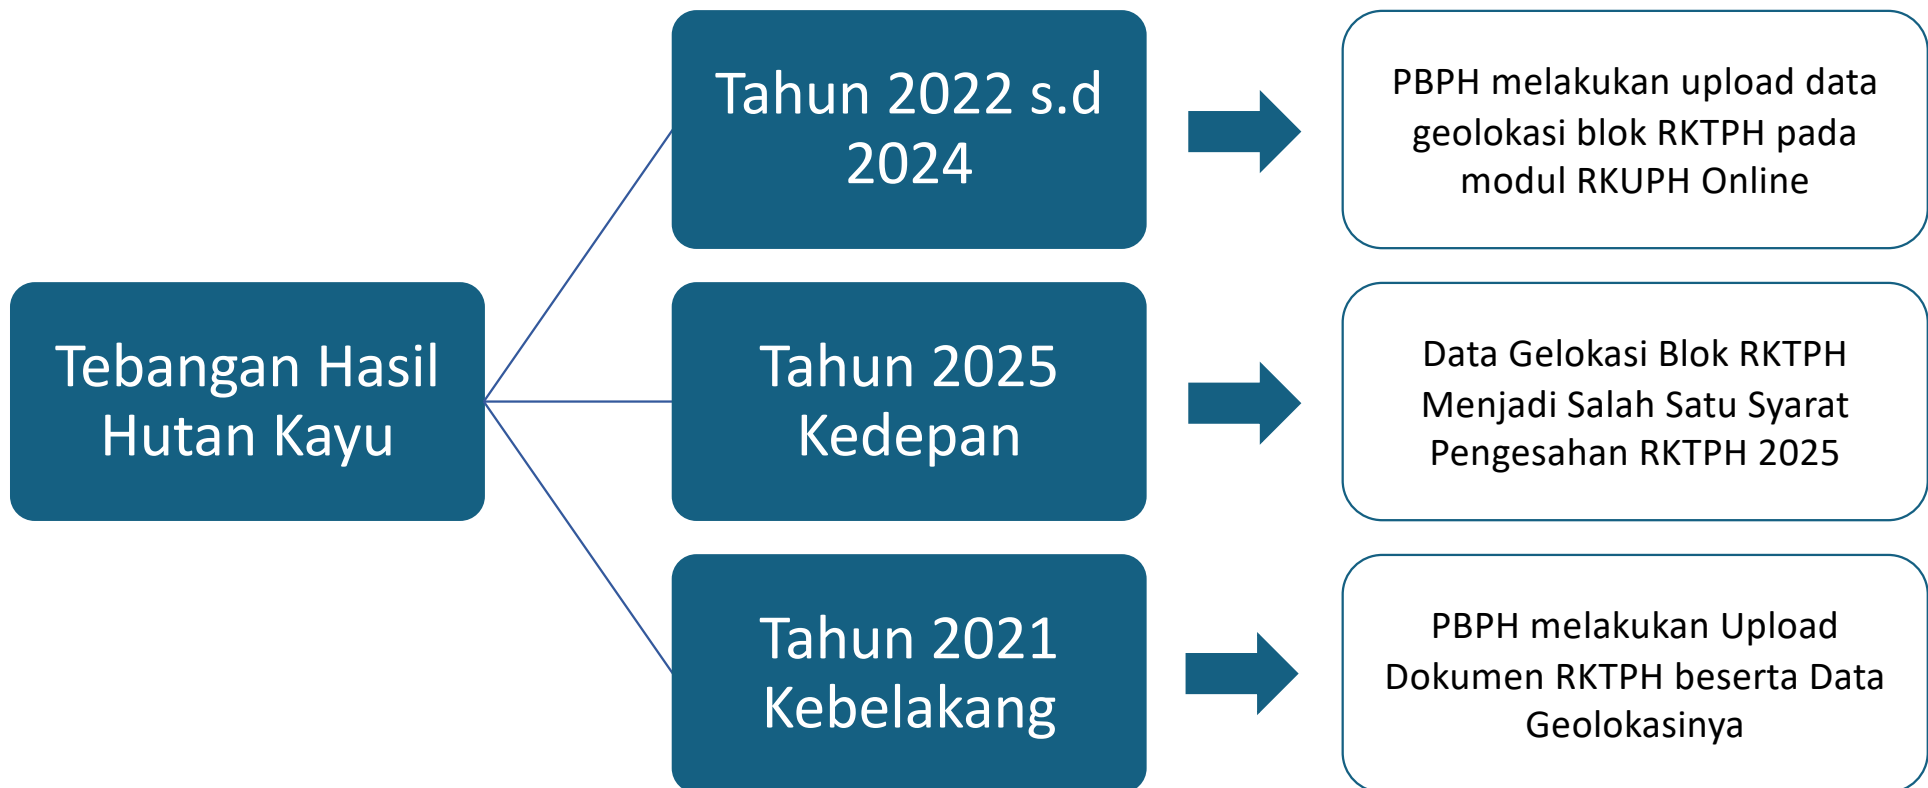 Tebangan Hasil
Hutan Kayu
Tahun 2022 s.d
2024
PBPH melakukan upload data
geolokasi blok RKTPH pada
modul RKUPH Online
Tahun 2025
Kedepan
Data Gelokasi Blok RKTPH
Menjadi Salah Satu Syarat
Pengesahan RKTPH 2025
Tahun 2021
Kebelakang
PBPH melakukan Upload
Dokumen RKTPH beserta Data
Geolokasinya